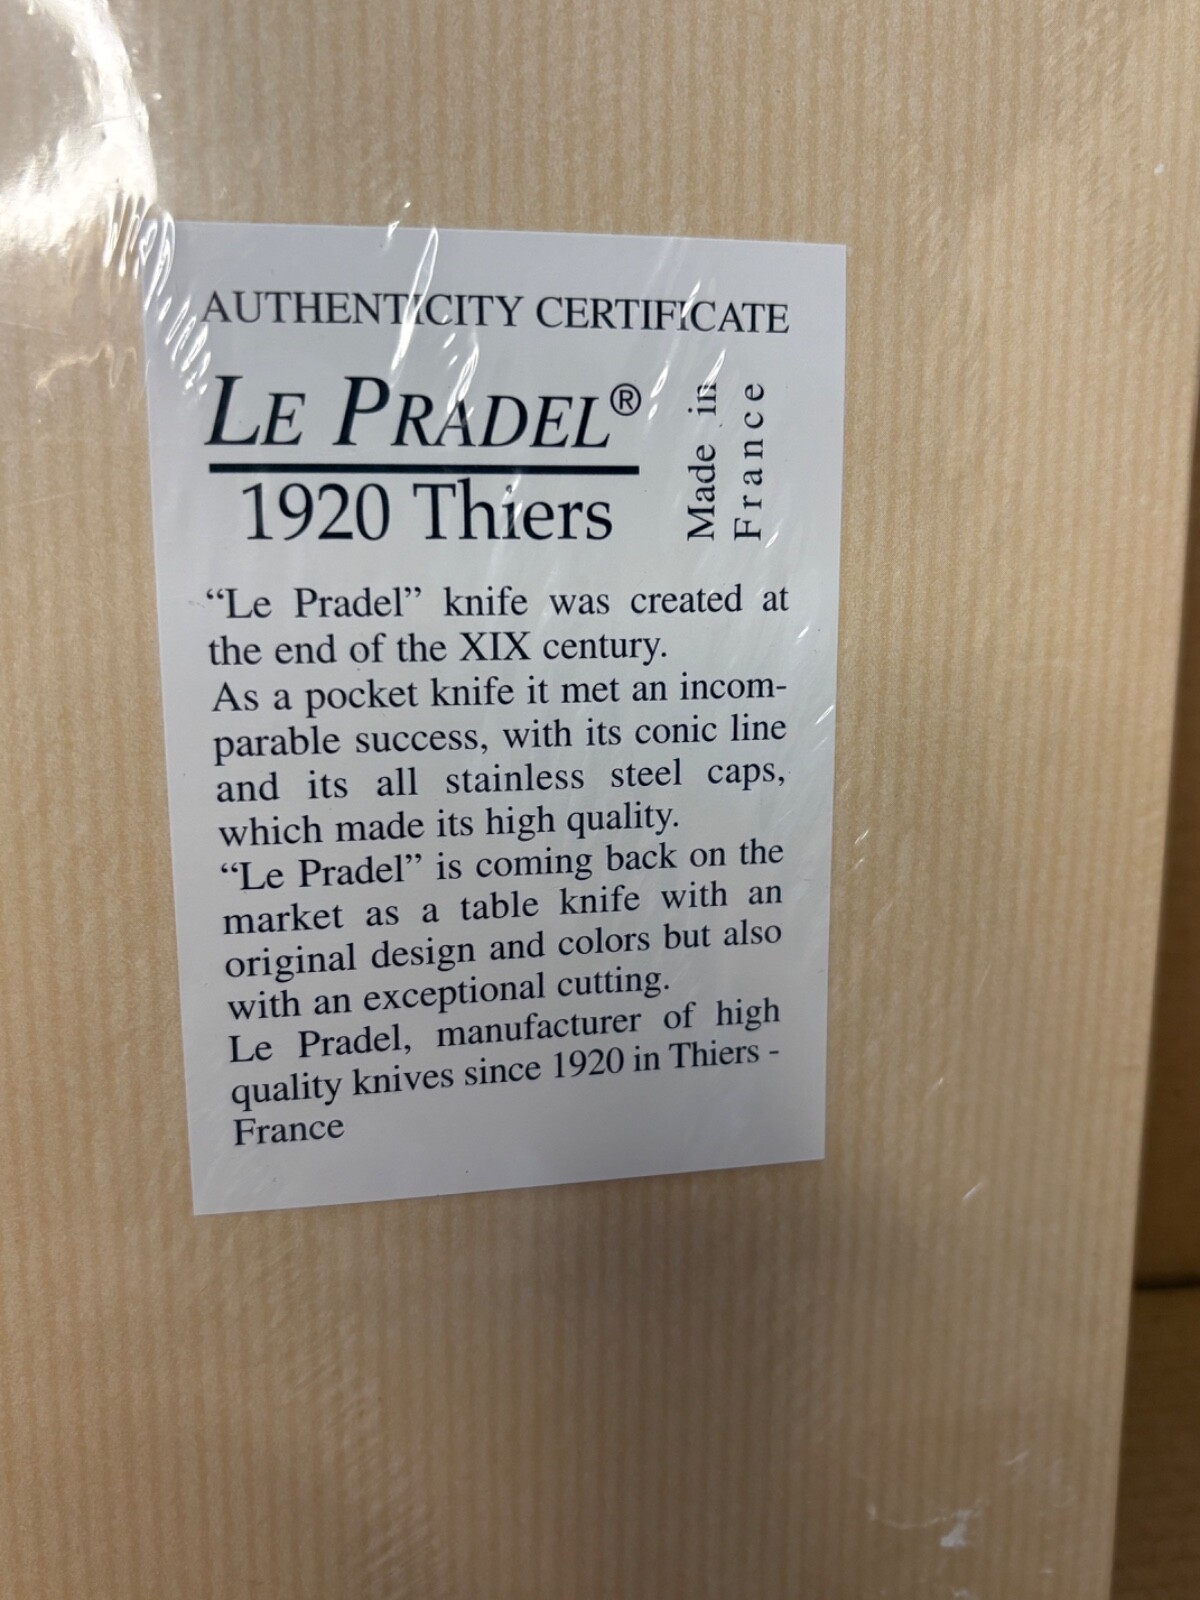 AUTHENTICITY CERTIFICATE
LE PRADEL®
1920 Thiers
Made in
France
“Le Pradel” knife was created at
the end of the XIX century.
As a pocket knife it met an incom-
parable success, with its conic line
and its all stainless steel caps,
which made its high quality.
“Le Pradel” is coming back on the
market as a table knife with an
original design and colors but also
with an exceptional cutting.
Le Pradel, manufacturer of high
quality knives since 1920 in Thiers -
France